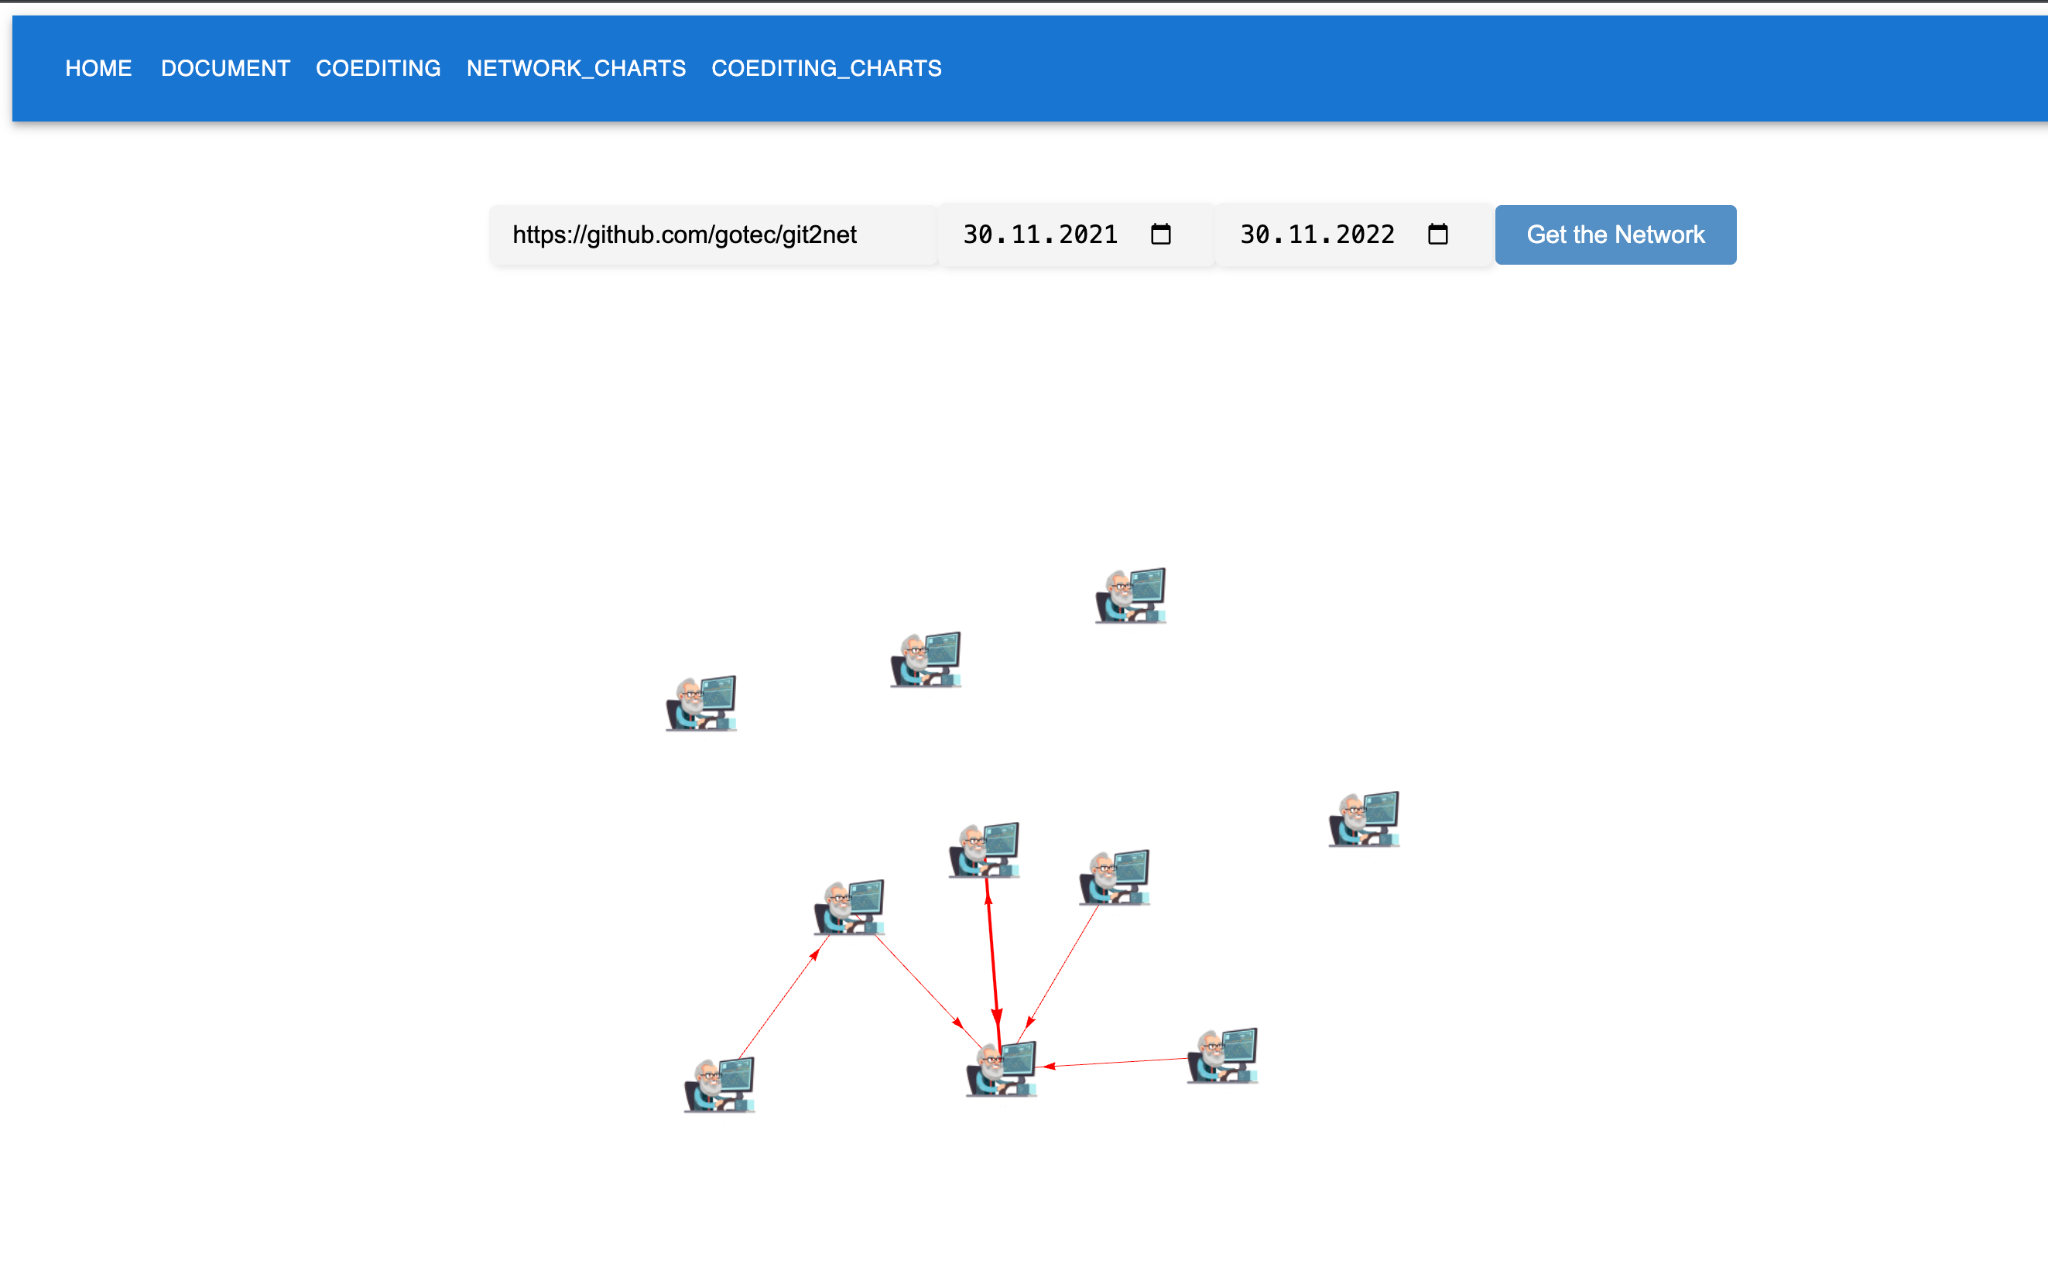 HOME DOCUMENT COEDITING NETWORK_CHARTS COEDITING_CHARTS
https://github.com/gotec/git2net 30.11.2021 30.11.2022 Get the Network